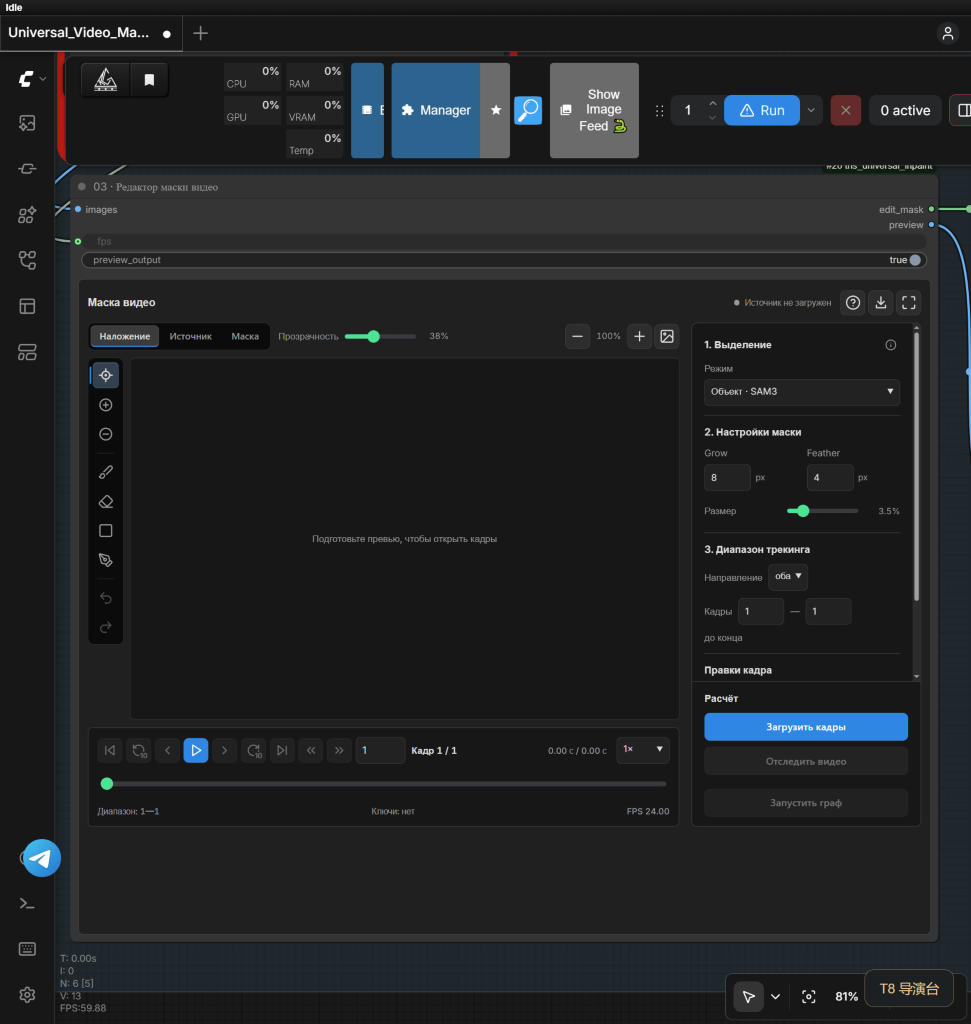 Idle
Universal_Video_Ma...
CPU 0%
RAM 0%
GPU 0%
VRAM 0%
Temp 0%
Manager
Show Image Feed
1
Run
0 active
03 · Редактор маски видео
images
edit_mask
preview
fps
preview_output
true
Маска видео
Источник не загружен
Наложение
Источник
Маска
Прозрачность
38%
100%
1. Выделение
Режим
Объект · SAM3
2. Настройки маски
Grow
Feather
8 px
4 px
Размер
3.5%
Подготовьте превью, чтобы открыть кадры
3. Диапазон трекинга
Направление
оба
Кадры 1 — 1
до конца
Правки кадра
Расчёт
Загрузить кадры
Отследить видео
Запустить граф
10
10
1
Кадр 1 / 1
0.00 с / 0.00 с
1×
Диапазон: 1—1
Ключи: нет
FPS 24.00
T: 0.00s
I: 0
N: 6 [5]
V: 13
FPS:59.88
81%
T8 导演台